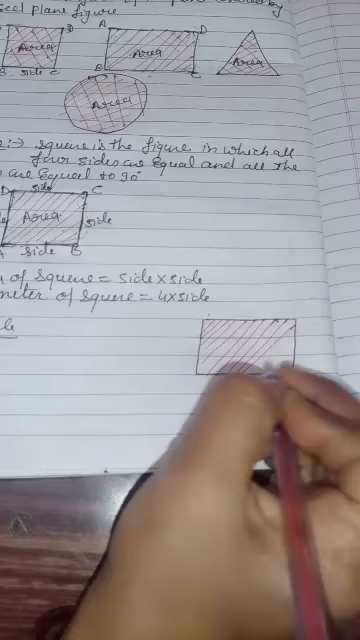 sed plane figure
A D
Area Area Area
B side C B C
Area
:→ square is the figure in which all
four sides are Equal and all the
are Equal to 90°
D side C
Area side
A side B
of square = side × side
meter of square = 4 × side